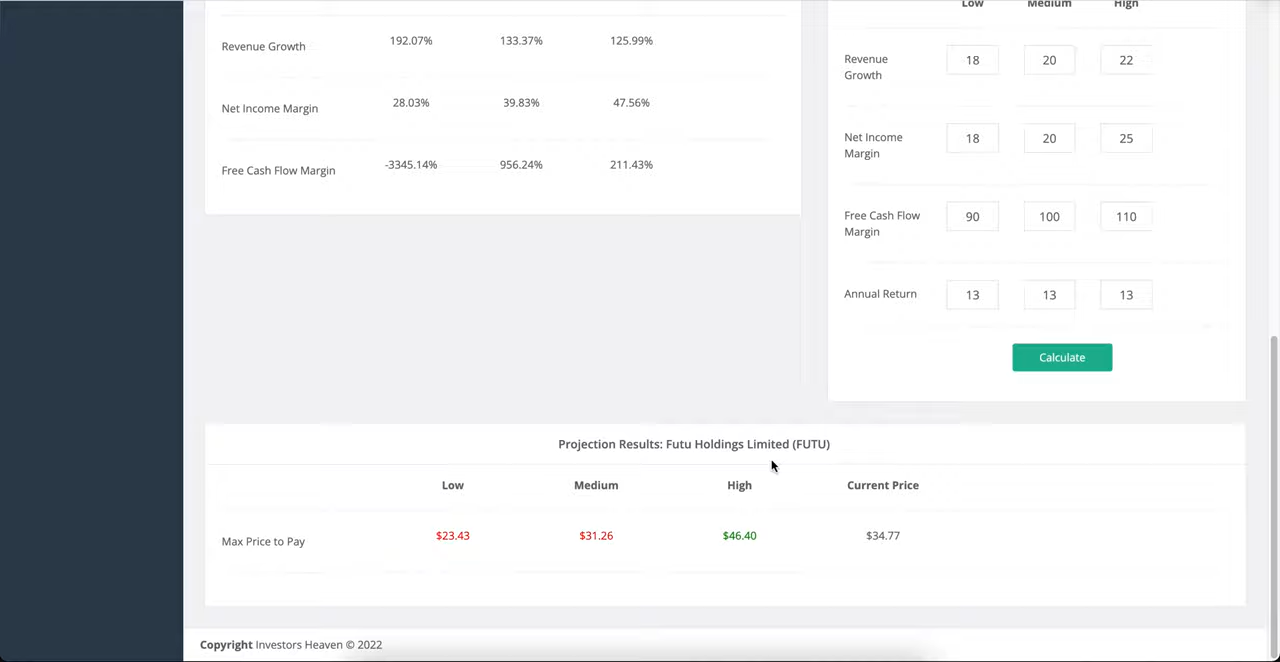 Revenue Growth 192.07% 133.37% 125.99%
Net Income Margin 28.03% 39.83% 47.56%
Free Cash Flow Margin -3345.14% 956.24% 211.43%
Low Medium High
Revenue
Growth
18 20 22
Net Income
Margin
18 20 25
Free Cash Flow
Margin
90 100 110
Annual Return 13 13 13
Calculate
Projection Results: Futu Holdings Limited (FUTU)
Low Medium High Current Price
Max Price to Pay $23.43 $31.26 $46.40 $34.77
Copyright Investors Heaven © 2022